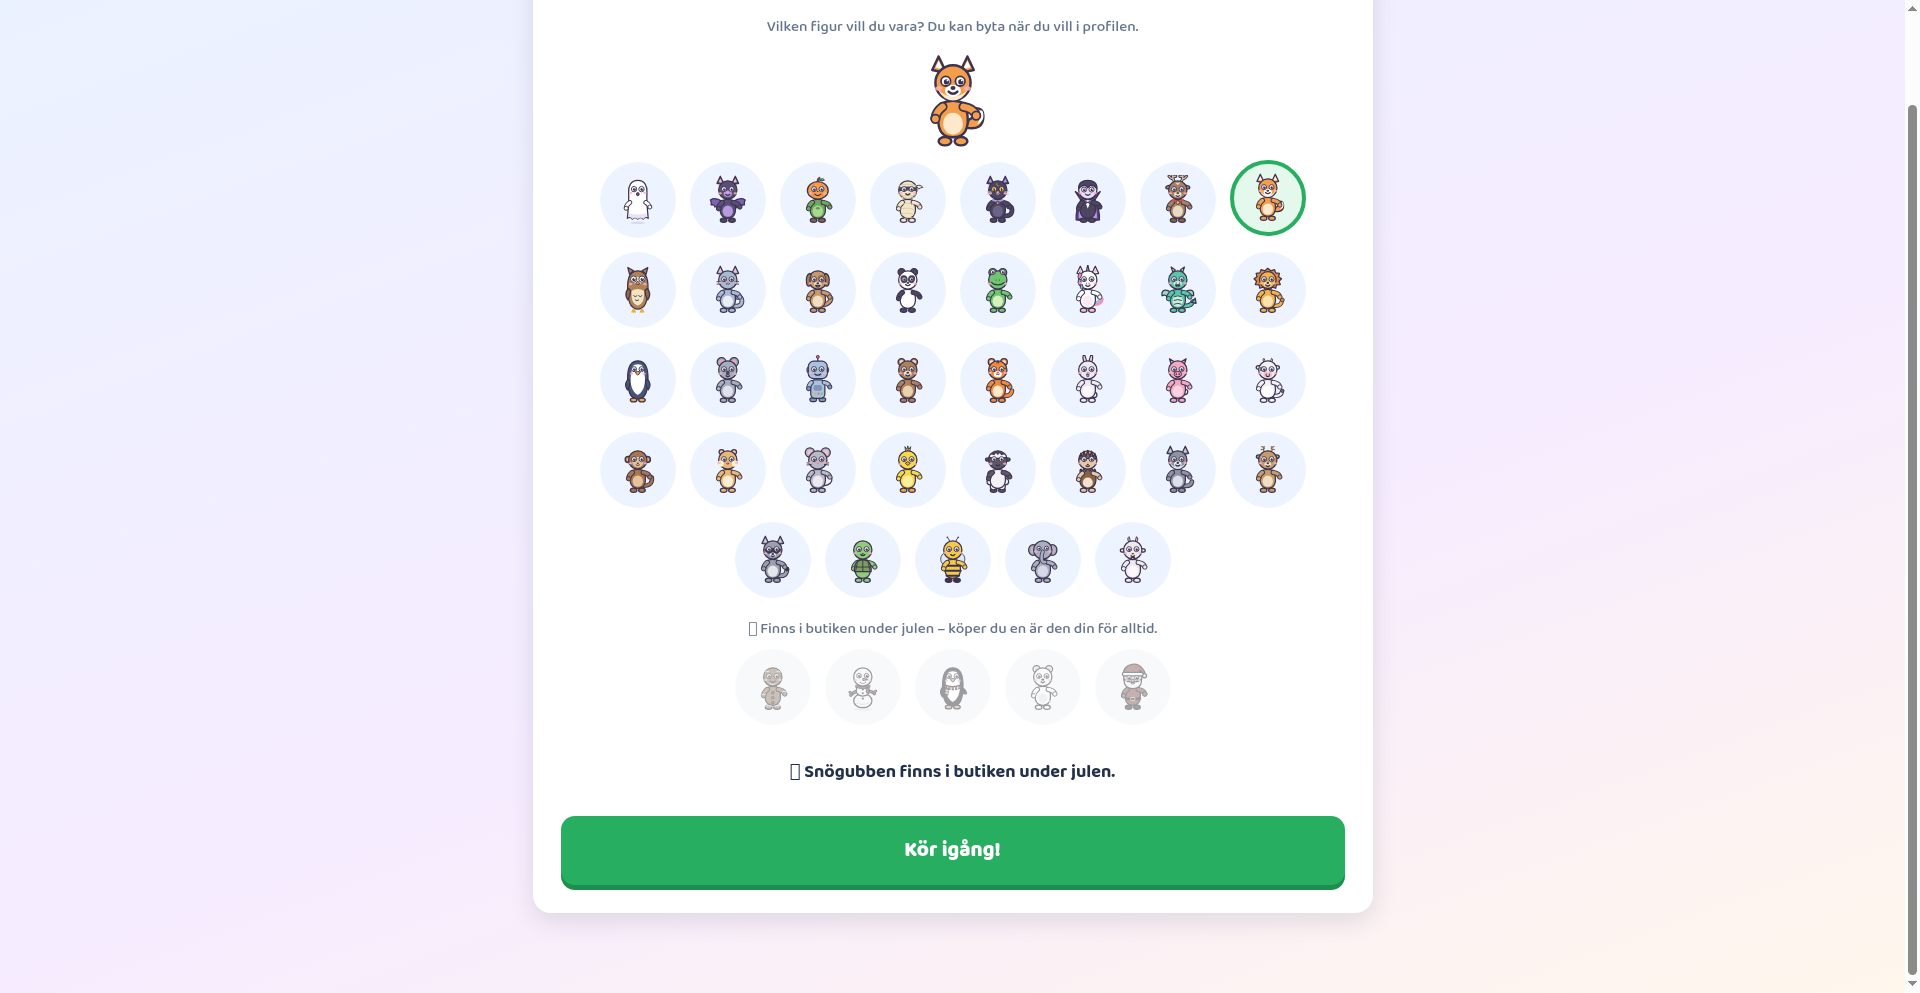 Vilken figur vill du vara? Du kan byta när du vill i profilen.
Finns i butiken under julen – köper du en är den din för alltid.
Snögubben finns i butiken under julen.
Kör igång!